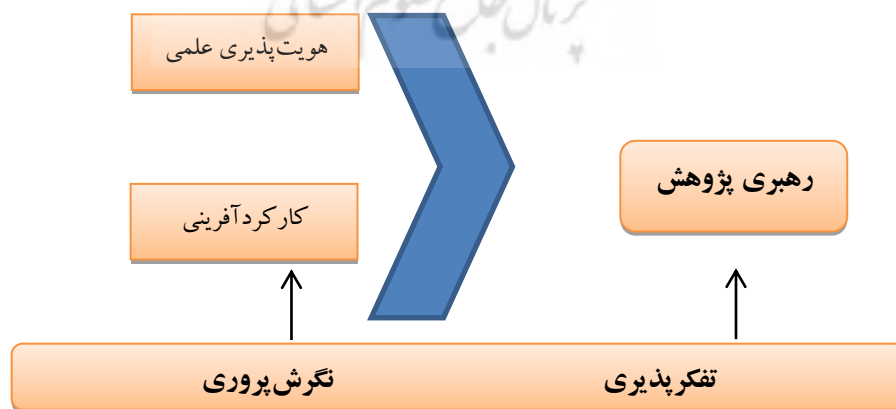 هویت‌پذیری علمی
رهبری پژوهش
کارکردآفرینی
تفکرپذیری
نگرش‌پروری